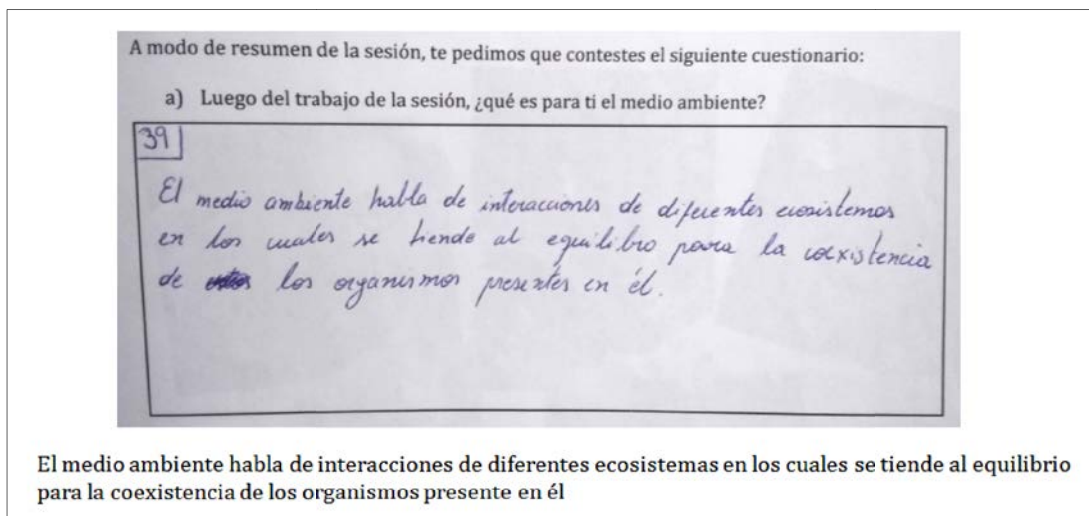 A modo de resumen de la sesión, te pedimos que contestes el siguiente cuestionario:
a) Luego del trabajo de la sesión, ¿qué es para ti el medio ambiente?
39
El medio ambiente habla de interacciones de diferentes ecosistemas
en los cuales se tiende al equilibro para la coexistencia
de los organismos presentes en él.
El medio ambiente habla de interacciones de diferentes ecosistemas en los cuales se tiende al equilibrio
para la coexistencia de los organismos presente en él